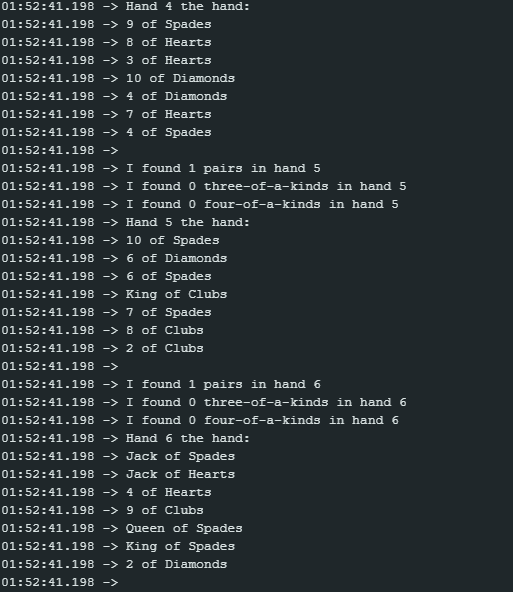 01:52:41.198 -> Hand 4 the hand:
01:52:41.198 -> 9 of Spades
01:52:41.198 -> 8 of Hearts
01:52:41.198 -> 3 of Hearts
01:52:41.198 -> 10 of Diamonds
01:52:41.198 -> 4 of Diamonds
01:52:41.198 -> 7 of Hearts
01:52:41.198 -> 4 of Spades
01:52:41.198 ->
01:52:41.198 -> I found 1 pairs in hand 5
01:52:41.198 -> I found 0 three-of-a-kinds in hand 5
01:52:41.198 -> I found 0 four-of-a-kinds in hand 5
01:52:41.198 -> Hand 5 the hand:
01:52:41.198 -> 10 of Spades
01:52:41.198 -> 6 of Diamonds
01:52:41.198 -> 6 of Spades
01:52:41.198 -> King of Clubs
01:52:41.198 -> 7 of Spades
01:52:41.198 -> 8 of Clubs
01:52:41.198 -> 2 of Clubs
01:52:41.198 ->
01:52:41.198 -> I found 1 pairs in hand 6
01:52:41.198 -> I found 0 three-of-a-kinds in hand 6
01:52:41.198 -> I found 0 four-of-a-kinds in hand 6
01:52:41.198 -> Hand 6 the hand:
01:52:41.198 -> Jack of Spades
01:52:41.198 -> Jack of Hearts
01:52:41.198 -> 4 of Hearts
01:52:41.198 -> 9 of Clubs
01:52:41.198 -> Queen of Spades
01:52:41.198 -> King of Spades
01:52:41.198 -> 2 of Diamonds
01:52:41.198 ->